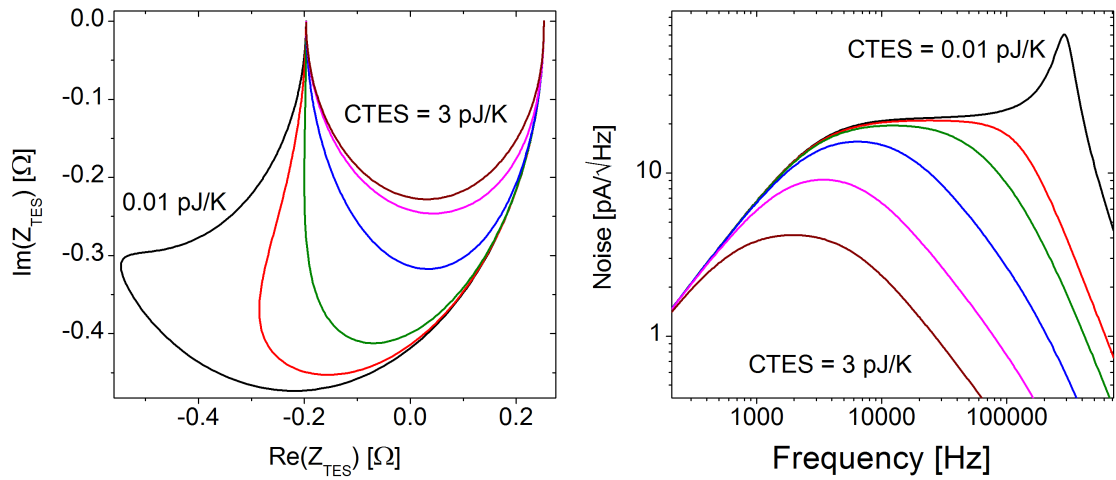 0.0
-0.1
-0.2
-0.3
-0.4
Im(Z_TES) [Ω]
CTES = 3 pJ/K
0.01 pJ/K
-0.4
-0.2
0.0
0.2
Re(Z_TES) [Ω]
10
1
Noise [pA/√Hz]
CTES = 0.01 pJ/K
CTES = 3 pJ/K
1000
10000
100000
Frequency [Hz]